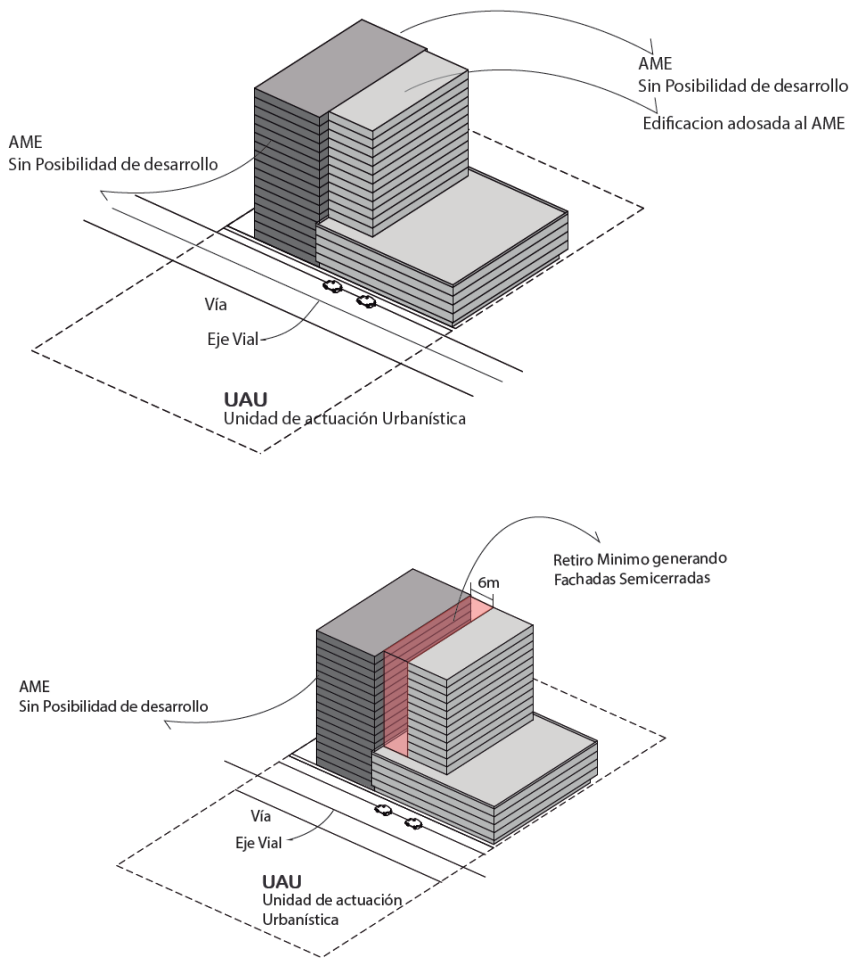 AME
Sin Posibilidad de desarrollo
Edificacion adosada al AME
AME
Sin Posibilidad de desarrollo
Vía
Eje Vial
UAU
Unidad de actuación Urbanística
Retiro Minimo generando
Fachadas Semicerradas
6m
AME
Sin Posibilidad de desarrollo
Vía
Eje Vial
UAU
Unidad de actuación
Urbanística